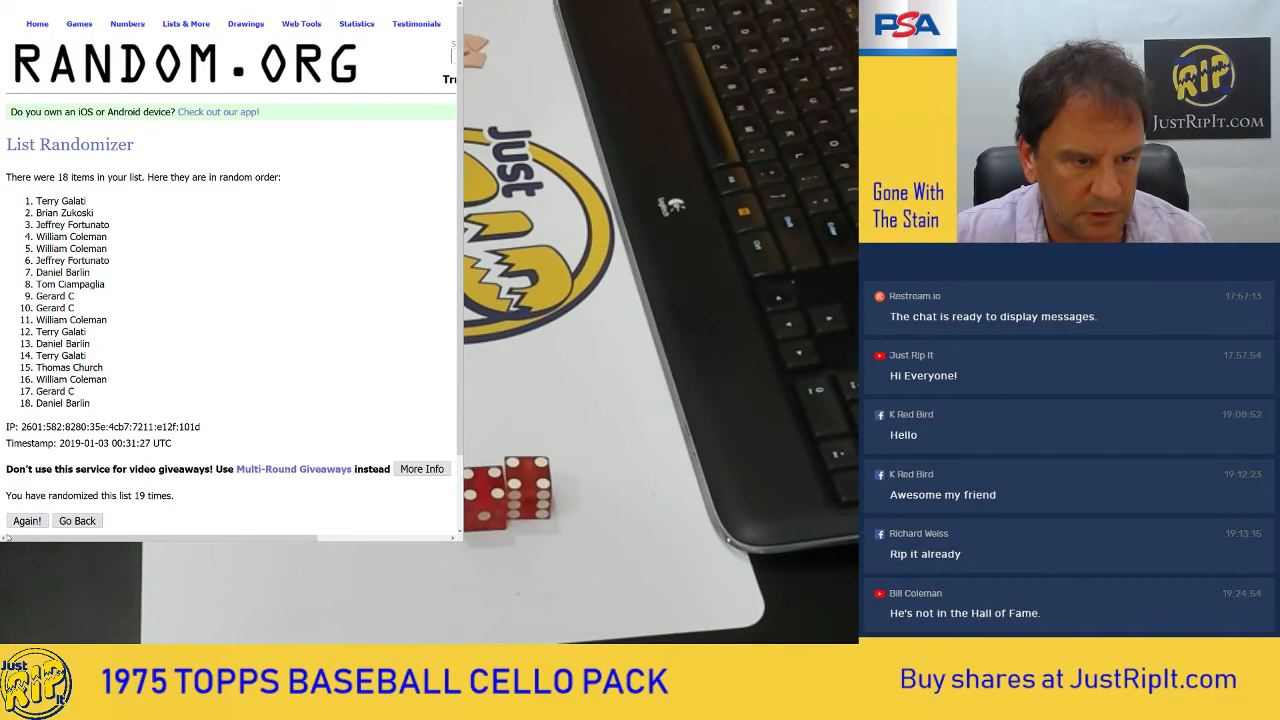 Home Games Numbers Lists & More Drawings Web Tools Statistics Testimonials
RANDOM.ORG
Do you own an iOS or Android device? Check out our app!
List Randomizer
There were 18 items in your list. Here they are in random order:
1. Terry Galati
2. Brian Zukoski
3. Jeffrey Fortunato
4. William Coleman
5. William Coleman
6. Jeffrey Fortunato
7. Daniel Barlin
8. Tom Ciampaglia
9. Gerard C
10. Gerard C
11. William Coleman
12. Terry Galati
13. Daniel Barlin
14. Terry Galati
15. Thomas Church
16. William Coleman
17. Gerard C
18. Daniel Barlin
IP: 2601:582:8280:35e:4cb7:7211:e12f:101d
Timestamp: 2019-01-03 00:31:27 UTC
Don't use this service for video giveaways! Use Multi-Round Giveaways instead More Info
You have randomized this list 19 times.
Again! Go Back
JUST
RIP
Logitech
PSA
Gone With
The Stain
JUST
RIP
IT
JUSTRIPIT.COM
Restream.io 17:57:13
The chat is ready to display messages.
Just Rip It 17:57:54
Hi Everyone!
K Red Bird 19:08:52
Hello
K Red Bird 19:12:23
Awesome my friend
Richard Weiss 19:13:15
Rip it already
Bill Coleman 19:24:54
He's not in the Hall of Fame.
Just
RIP
It
1975 TOPPS BASEBALL CELLO PACK
Buy shares at JustRipIt.com